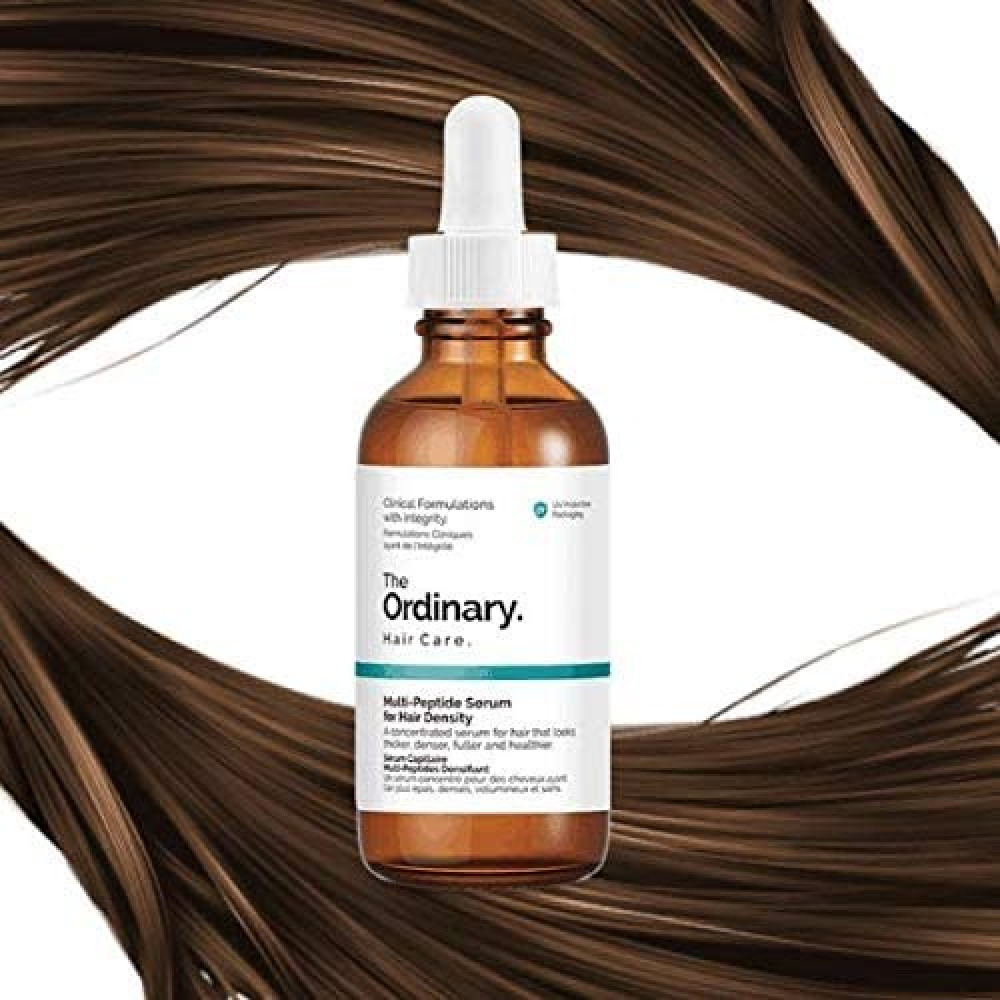 Clinical Formulations
with Integrity.
Formulations Cliniques
Ayant de l'Intégrité
UV Protective
Packaging
The
Ordinary.
Hair Care.
Multi-Peptide Serum
for Hair Density
A concentrated serum for hair that looks
thicker, denser, fuller and healthier.
Sérum Capillaire
Multi-Peptides Densifiant
Un sérum concentré pour des cheveux ayant
l'air plus épais, denses, volumineux et sains.